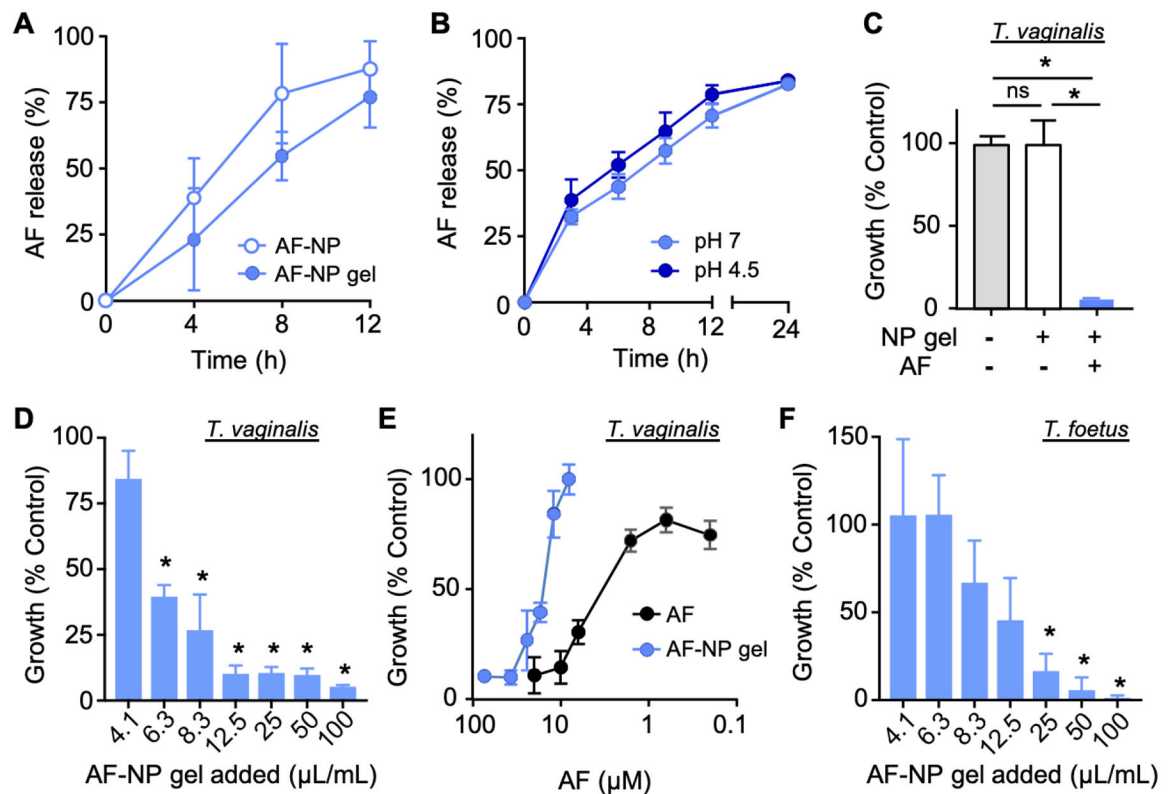 A
AF release (%)
100
75
50
25
0
0 4 8 12
Time (h)
AF-NP
AF-NP gel
B
AF release (%)
100
75
50
25
0
0 4 8 12 24
Time (h)
pH 7
pH 4.5
C
T. vaginalis
*
ns *
Growth (% Control)
100
50
0
NP gel - + +
AF - - +
D
T. vaginalis
Growth (% Control)
100
75
50
25
0
* * * * * *
4.1 6.3 8.3 12.5 25 50 100
AF-NP gel added (µL/mL)
E
T. vaginalis
Growth (% Control)
100
50
0
100 10 1 0.1
AF (µM)
AF
AF-NP gel
F
T. foetus
Growth (% Control)
150
100
50
0
* * *
4.1 6.3 8.3 12.5 25 50 100
AF-NP gel added (µL/mL)